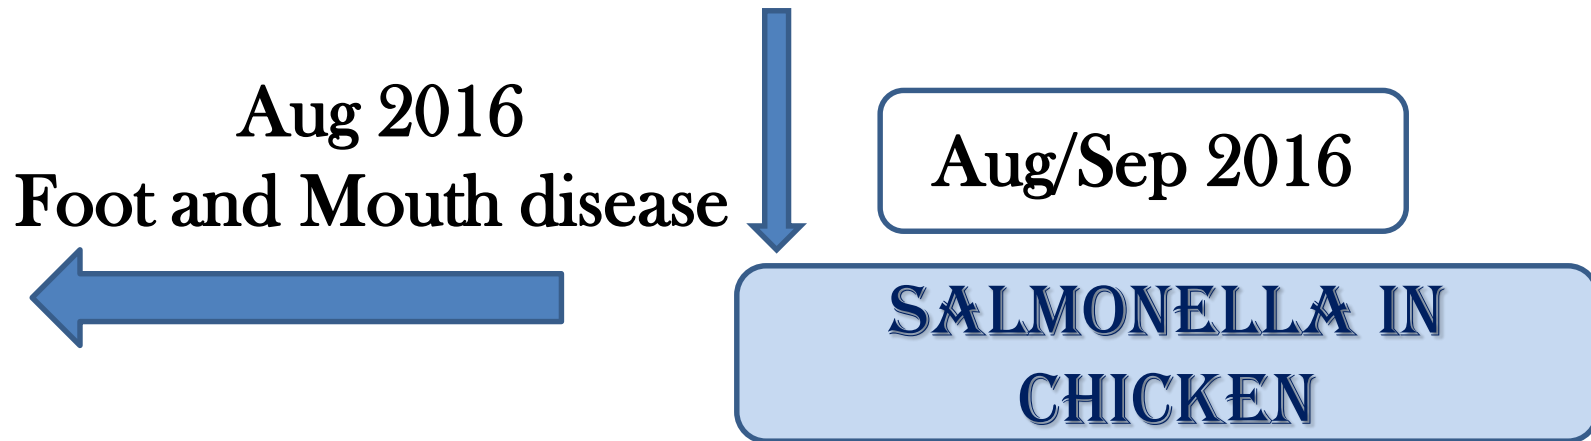 Aug 2016
Foot and Mouth disease
Aug/Sep 2016
SALMONELLA IN
CHICKEN